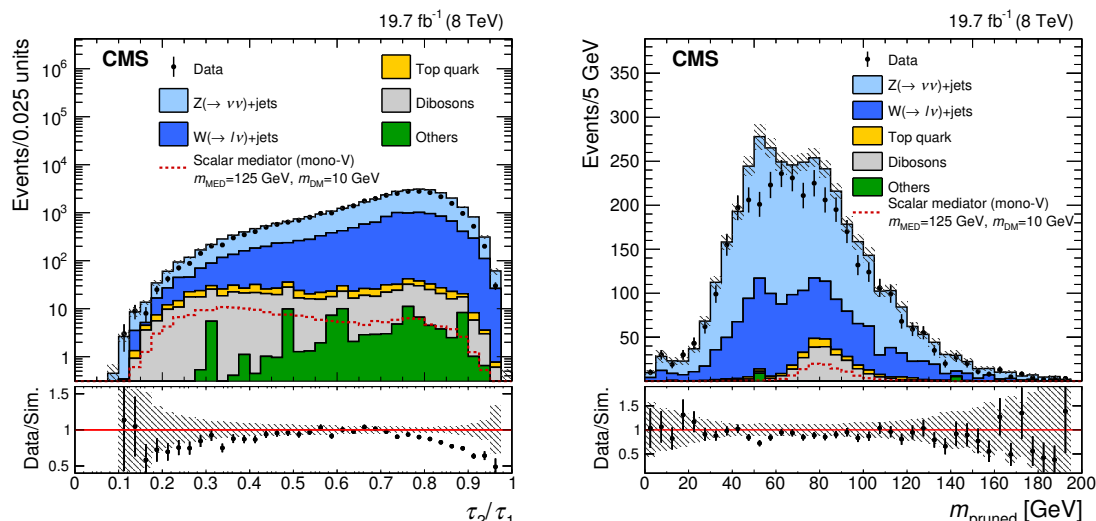 19.7 fb⁻¹ (8 TeV)
CMS
Data
Z(→ νν)+jets
W(→ lν)+jets
Top quark
Dibosons
Others
Scalar mediator (mono-V)
m_MED=125 GeV, m_DM=10 GeV
Events/0.025 units
10⁶
10⁵
10⁴
10³
10²
10
1
Data/Sim.
1.5
1
0.5
0 0.1 0.2 0.3 0.4 0.5 0.6 0.7 0.8 0.9 1
τ₂/τ₁
19.7 fb⁻¹ (8 TeV)
CMS
Data
Z(→ νν)+jets
W(→ lν)+jets
Top quark
Dibosons
Others
Scalar mediator (mono-V)
m_MED=125 GeV, m_DM=10 GeV
Events/5 GeV
350
300
250
200
150
100
50
Data/Sim.
1.5
1
0.5
0 20 40 60 80 100 120 140 160 180 200
m_pruned [GeV]